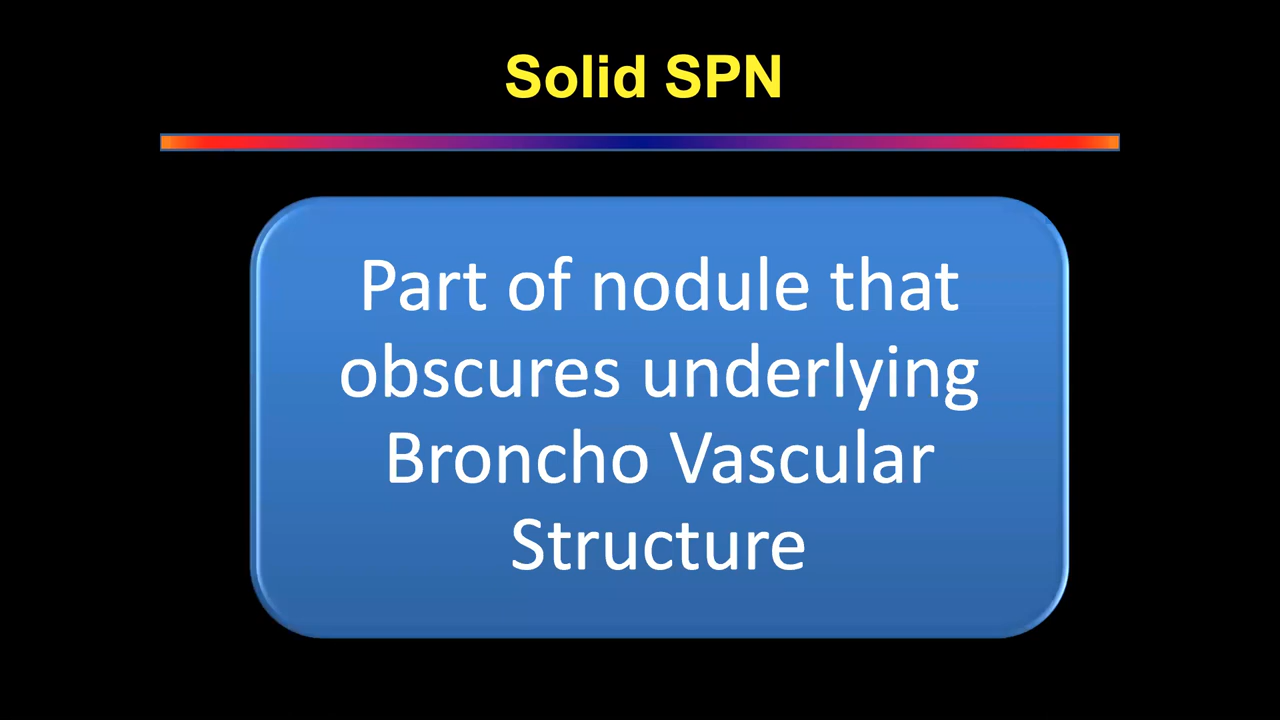 Solid SPN
Part of nodule that
obscures underlying
Broncho Vascular
Structure